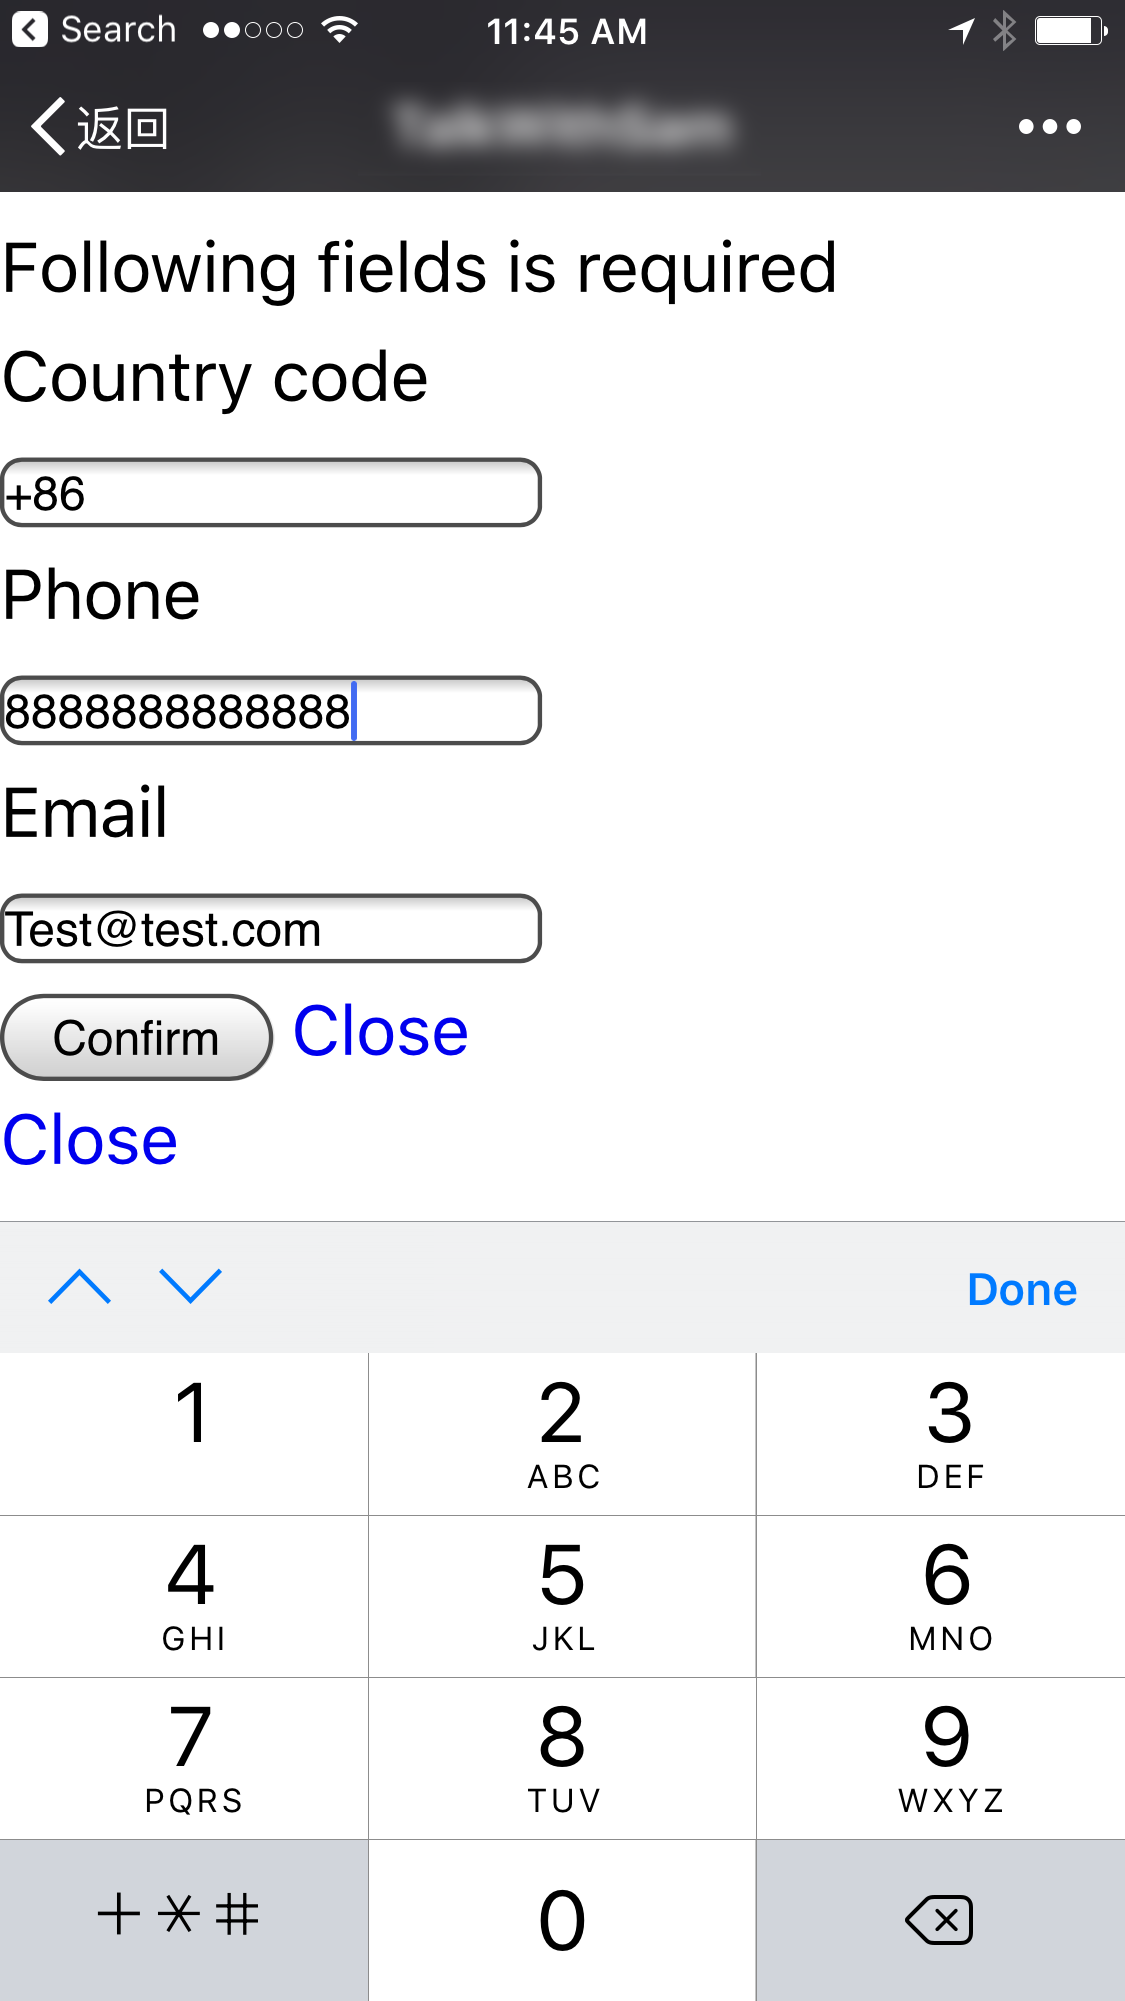 Search 11:45 AM
返回
Following fields is required
Country code
+86
Phone
8888888888888
Email
Test@test.com
Confirm Close
Close
Done
1 2 3
ABC DEF
4 5 6
GHI JKL MNO
7 8 9
PQRS TUV WXYZ
+*# 0